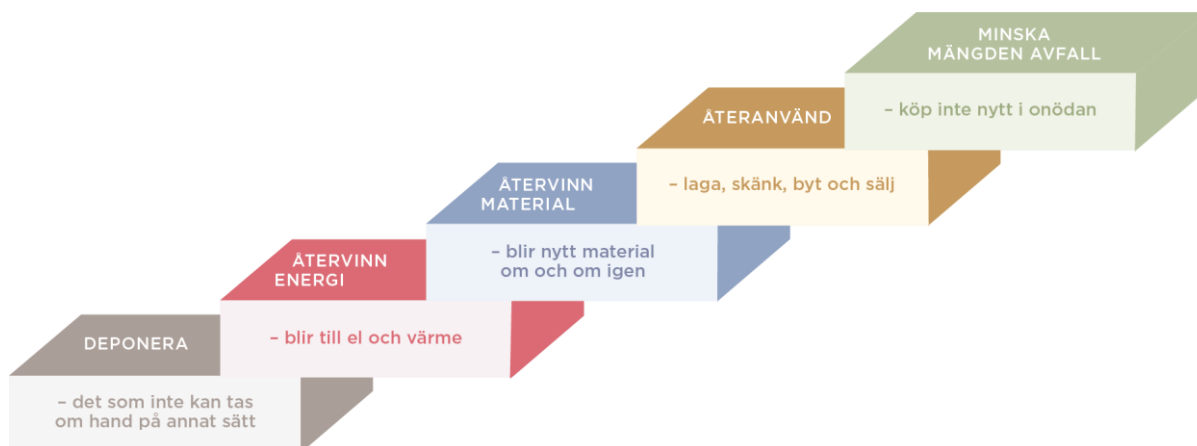 MINSKA
MÄNGDEN AVFALL
– köp inte nytt i onödan
ÅTERANVÄND
– laga, skänk, byt och sälj
ÅTERVINN
MATERIAL
– blir nytt material
om och om igen
ÅTERVINN
ENERGI
– blir till el och värme
DEPONERA
– det som inte kan tas
om hand på annat sätt